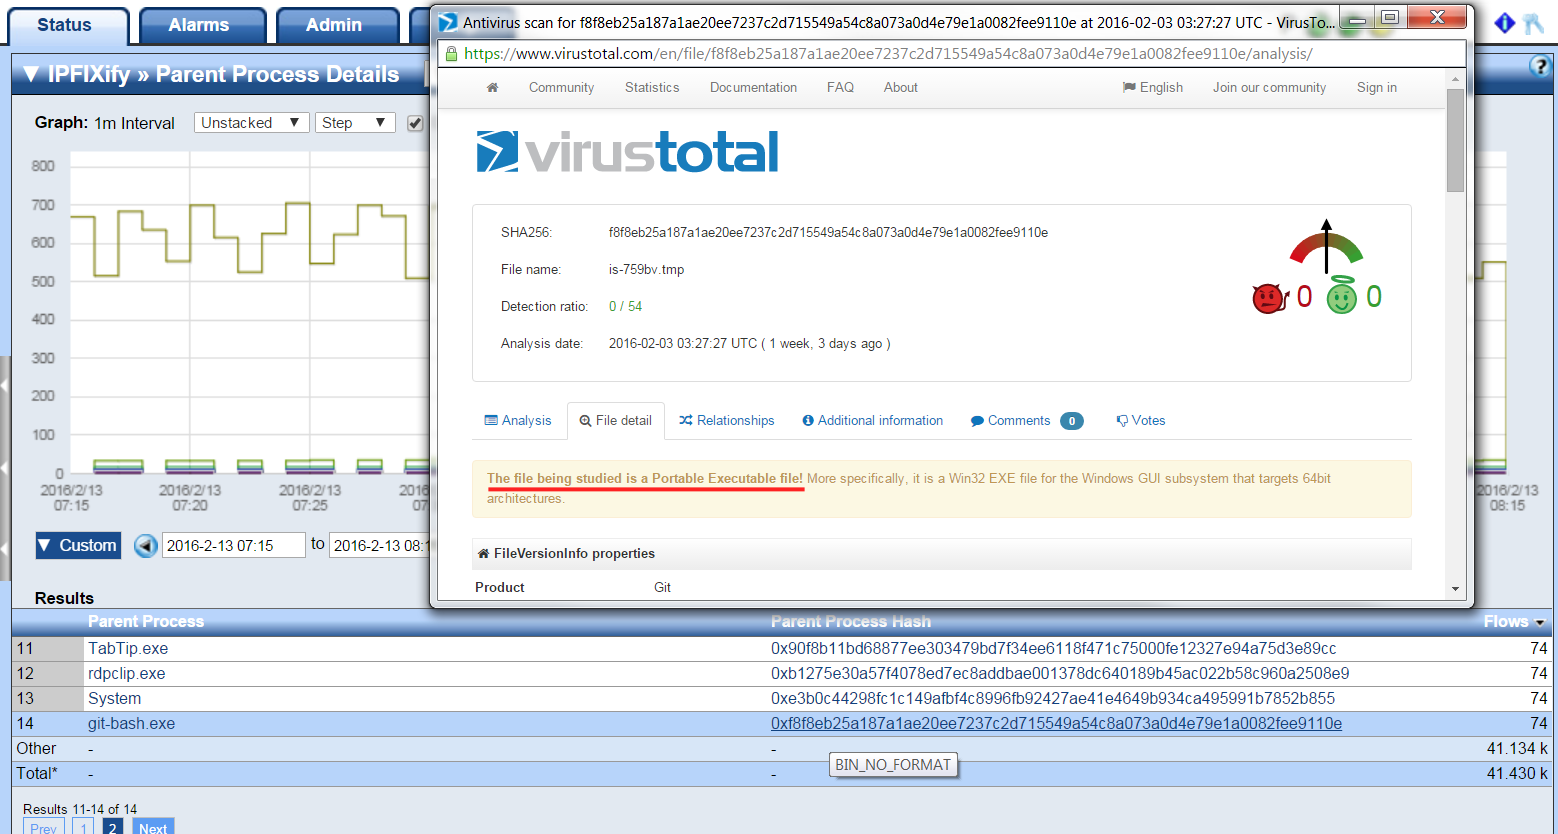 Status
Alarms
Admin
Antivirus scan for f8f8eb25a187a1ae20ee7237c2d715549a54c8a073a0d4e79e1a0082fee9110e at 2016-02-03 03:27:27 UTC - VirusTo...
https://www.virustotal.com/en/file/f8f8eb25a187a1ae20ee7237c2d715549a54c8a073a0d4e79e1a0082fee9110e/analysis/
▼ IPFIXify » Parent Process Details
Community Statistics Documentation FAQ About English Join our community Sign in
Graph: 1m Interval Unstacked ▼ Step ▼
virustotal
800
700
600
500
400
300
200
100
0
2016/2/13
07:15
2016/2/13
07:20
2016/2/13
07:25
2016/2/13
08:15
SHA256: f8f8eb25a187a1ae20ee7237c2d715549a54c8a073a0d4e79e1a0082fee9110e
File name: is-759bv.tmp
Detection ratio: 0 / 54
Analysis date: 2016-02-03 03:27:27 UTC ( 1 week, 3 days ago )
0 0
Analysis File detail Relationships Additional information Comments 0 Votes
The file being studied is a Portable Executable file! More specifically, it is a Win32 EXE file for the Windows GUI subsystem that targets 64bit
architectures.
FileVersionInfo properties
Product Git
▼ Custom 2016-2-13 07:15 to 2016-2-13 08:1
Results
Parent Process Parent Process Hash Flows
11 TabTip.exe 0x90f8b11bd68877ee303479bd7f34ee6118f471c75000fe12327e94a75d3e89cc 74
12 rdpclip.exe 0xb1275e30a57f4078ed7ec8addbae001378dc640189b45ac022b58c960a2508e9 74
13 System 0xe3b0c44298fc1c149afbf4c8996fb92427ae41e4649b934ca495991b7852b855 74
14 git-bash.exe 0xf8f8eb25a187a1ae20ee7237c2d715549a54c8a073a0d4e79e1a0082fee9110e 74
Other - - 41.134 k
Total* - - 41.430 k
BIN_NO_FORMAT
Results 11-14 of 14
Prev 1 2 Next